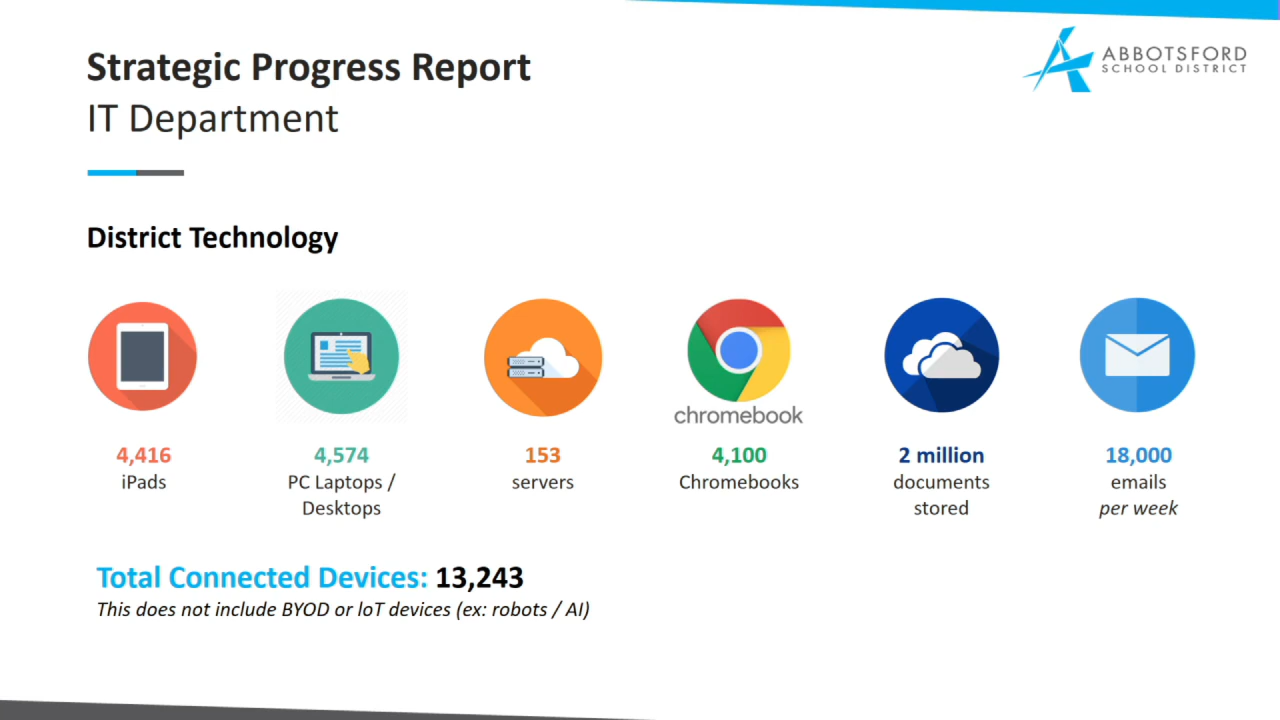 Strategic Progress Report
IT Department
ABBOTSFORD
SCHOOL DISTRICT
District Technology
chromebook
4,416
iPads
4,574
PC Laptops /
Desktops
153
servers
4,100
Chromebooks
2 million
documents
stored
18,000
emails
per week
Total Connected Devices: 13,243
This does not include BYOD or loT devices (ex: robots / AI)